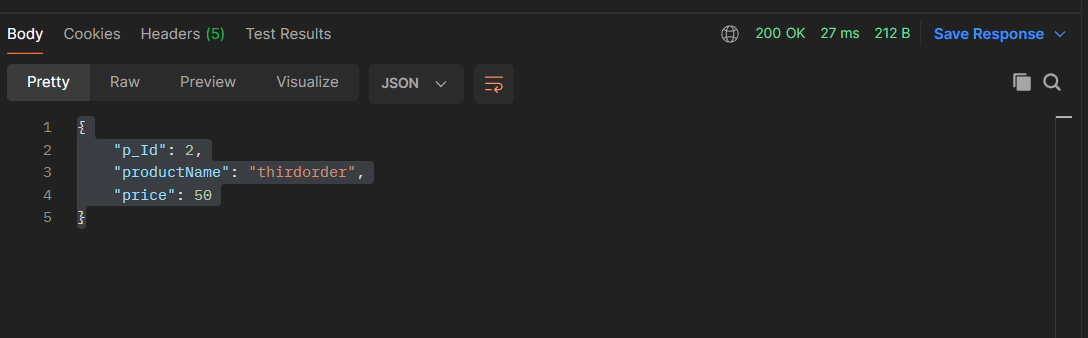 Body Cookies Headers (5) Test Results 200 OK 27 ms 212 B Save Response
Pretty Raw Preview Visualize JSON
1 {
2 "p_Id": 2,
3 "productName": "thirdorder",
4 "price": 50
5 }